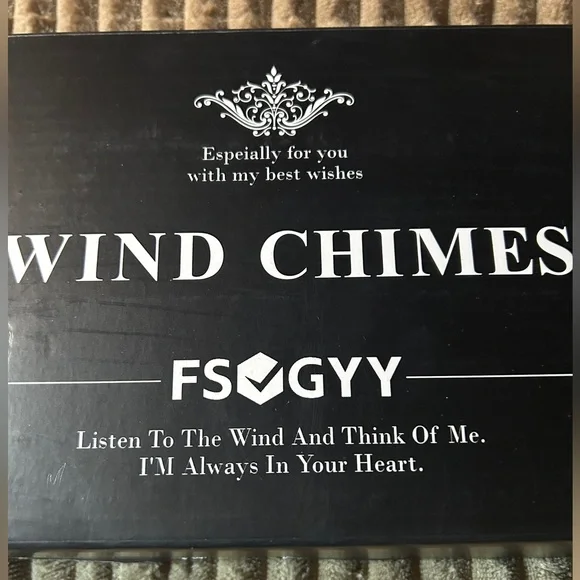 Espeially for you
with my best wishes
WIND CHIMES
FSGYY
Listen To The Wind And Think Of Me.
I'M Always In Your Heart.